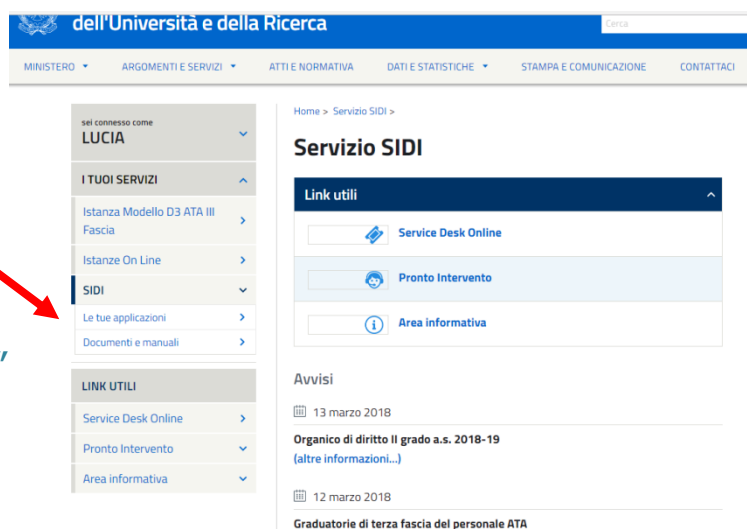 dell'Università e della Ricerca
Cerca
MINISTERO
ARGOMENTI E SERVIZI
ATTI E NORMATIVA
DATI E STATISTICHE
STAMPA E COMUNICAZIONE
CONTATTACI
sei connesso come
LUCIA
I TUOI SERVIZI
Istanza Modello D3 ATA III
Fascia
Istanze On Line
SIDI
Le tue applicazioni
Documenti e manuali
LINK UTILI
Service Desk Online
Pronto Intervento
Area informativa
Home > Servizio SIDI >
Servizio SIDI
Link utili
Service Desk Online
Pronto Intervento
Area informativa
Avvisi
13 marzo 2018
Organico di diritto II grado a.s. 2018-19
(altre informazioni...)
12 marzo 2018
Graduatorie di terza fascia del personale ATA